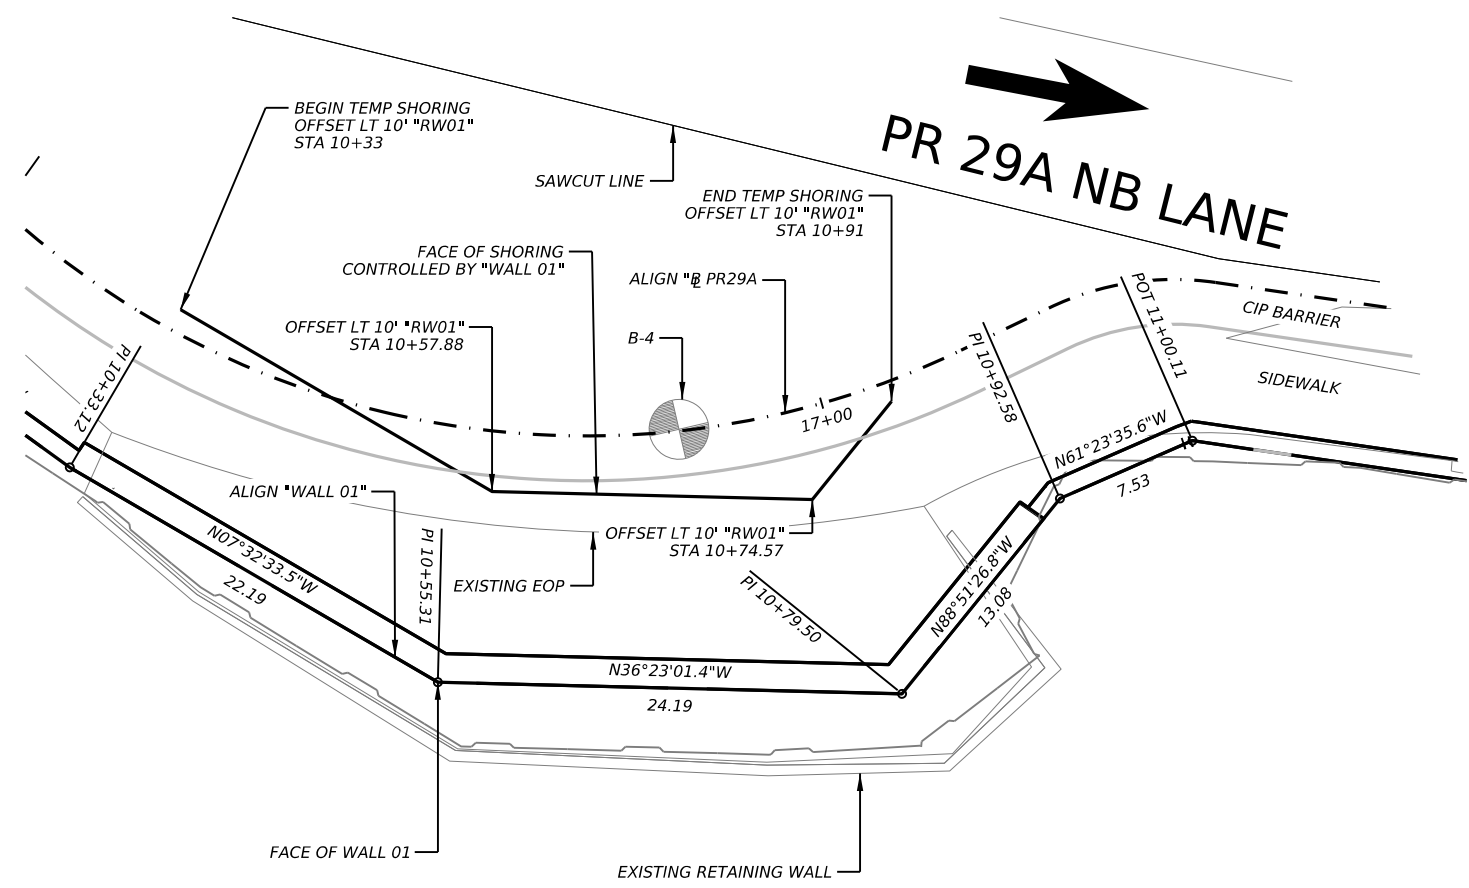 PR 29A NB LANE
BEGIN TEMP SHORING
OFFSET LT 10' "RW01"
STA 10+33
SAWCUT LINE
END TEMP SHORING
OFFSET LT 10' "RW01"
STA 10+91
FACE OF SHORING
CONTROLLED BY "WALL 01"
ALIGN "BL PR29A
OFFSET LT 10' "RW01"
STA 10+57.88
B-4
CIP BARRIER
POT 11+00.11
PI 10+92.58
PI 10+33.12
SIDEWALK
17+00
N61°23'35.6"W
7.53
ALIGN "WALL 01"
OFFSET LT 10' "RW01"
STA 10+74.57
N07°32'33.5"W
22.19
PI 10+55.31
EXISTING EOP
PI 10+79.50
N88°51'26.8"W
13.08
N36°23'01.4"W
24.19
FACE OF WALL 01
EXISTING RETAINING WALL